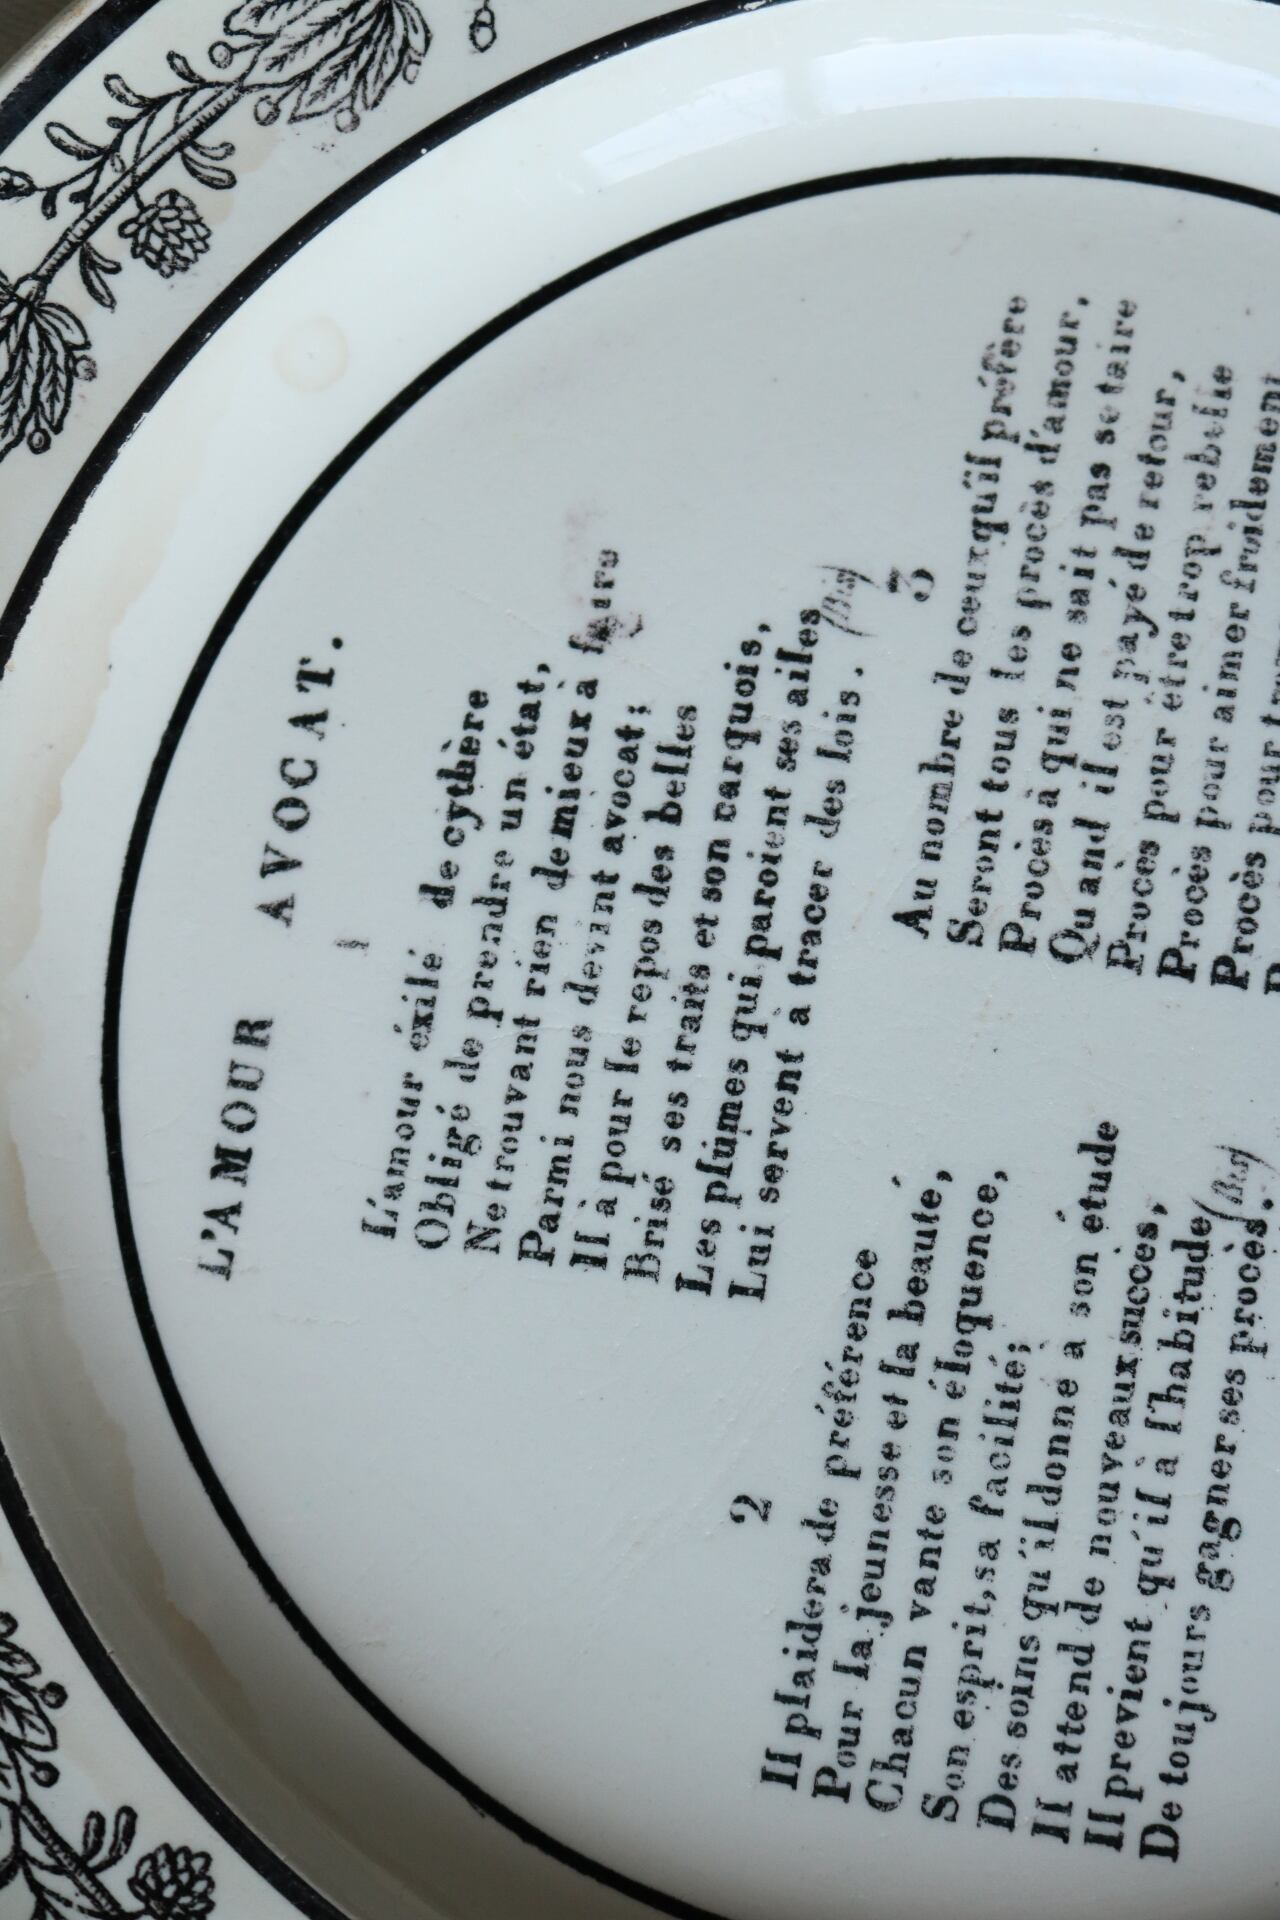 L'AMOUR AVOCAT.
1
L'amour éxilé de cythère
Obligé de prendre un état,
Ne trouvant rien de mieux à faire
Parmi nous devint avocat;
Il à pour le repos des belles
Brisé ses traits et son carquois,
Les plumes qui paroient ses ailes
Lui servent à tracer des lois. (bis)
2
Il plaidera de préférence
Pour la jeunesse et la beauté,
Chacun vante son éloquence,
Son esprit, sa facilité;
Des soins qu'il donne a son étude
Il attend de nouveaux succes,
Il previent qu'il à l'habitude
De toujours gagner ses procès. (bis)
3
Au nombre de ceux qu'il préfère
Seront tous les procès d'amour,
Procès à qui ne sait pas se taire
Quand il est payé de retour,
Procès pour être trop rebelle
Procès pour aimer froidement
Procès pour